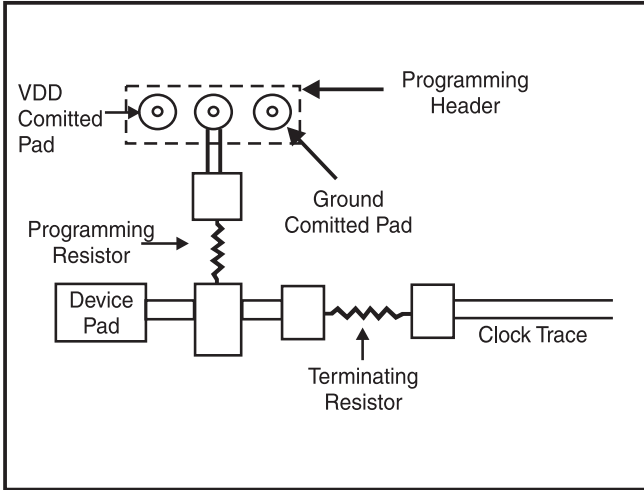 VDD
Comitted
Pad
Programming
Header
Ground
Comitted Pad
Programming
Resistor
Device
Pad
Clock Trace
Terminating
Resistor